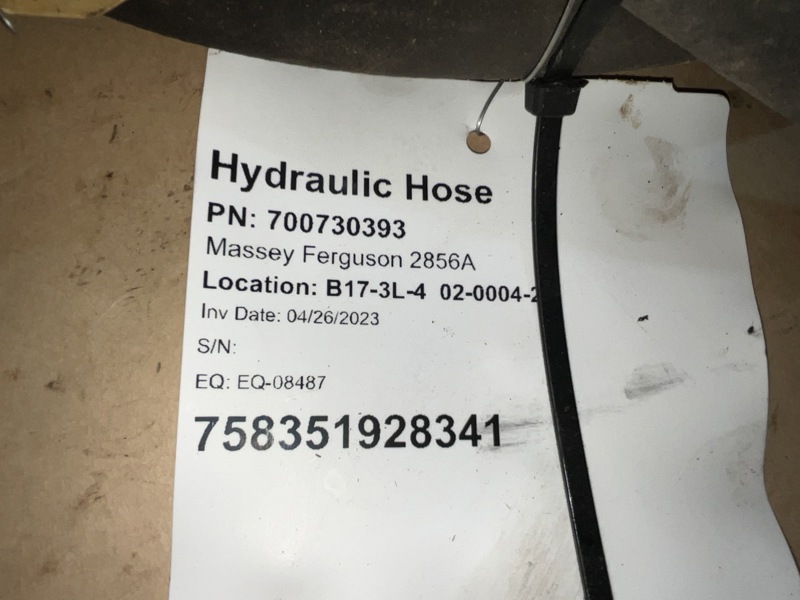 Hydraulic Hose
PN: 700730393
Massey Ferguson 2856A
Location: B17-3L-4 02-0004-2
Inv Date: 04/26/2023
S/N:
EQ: EQ-08487
758351928341